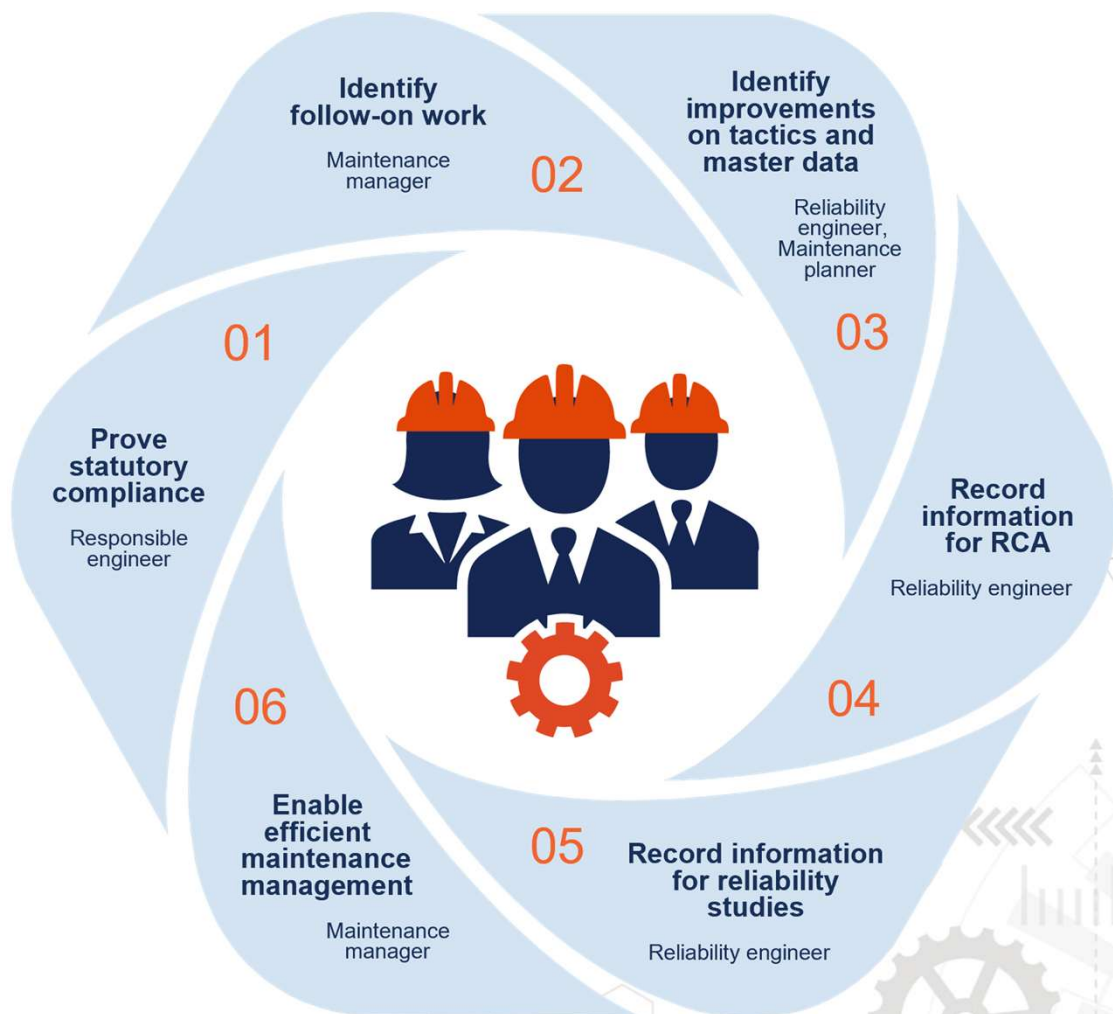 01
Prove
statutory
compliance
Responsible
engineer
Identify
follow-on work
Maintenance
manager
02
Identify
improvements
on tactics and
master data
Reliability
engineer,
Maintenance
planner
03
Record
information
for RCA
Reliability engineer
04
05
Record information
for reliability
studies
Reliability engineer
06
Enable
efficient
maintenance
management
Maintenance
manager